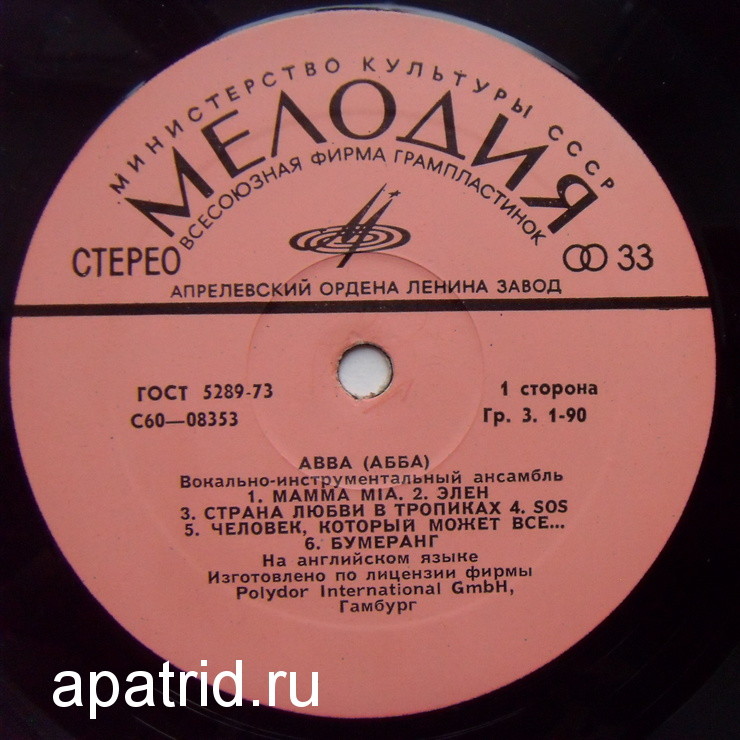 МИНИСТЕРСТВО КУЛЬТУРЫ СССР
МЕЛОДИЯ
ВСЕСОЮЗНАЯ ФИРМА ГРАМПЛАСТИНОК
СТЕРЕО
33
АПРЕЛЕВСКИЙ ОРДЕНА ЛЕНИНА ЗАВОД
ГОСТ 5289-73
1 сторона
С60—08353
Гр. 3. 1-90
ABBA (АББА)
Вокально-инструментальный ансамбль
1. MAMMA MIA. 2. ЭЛЕН
3. СТРАНА ЛЮБВИ В ТРОПИКАХ 4. SOS
5. ЧЕЛОВЕК, КОТОРЫЙ МОЖЕТ ВСЕ...
6. БУМЕРАНГ
На английском языке
Изготовлено по лицензии фирмы
Polydor International GmbH,
Гамбург
apatrid.ru